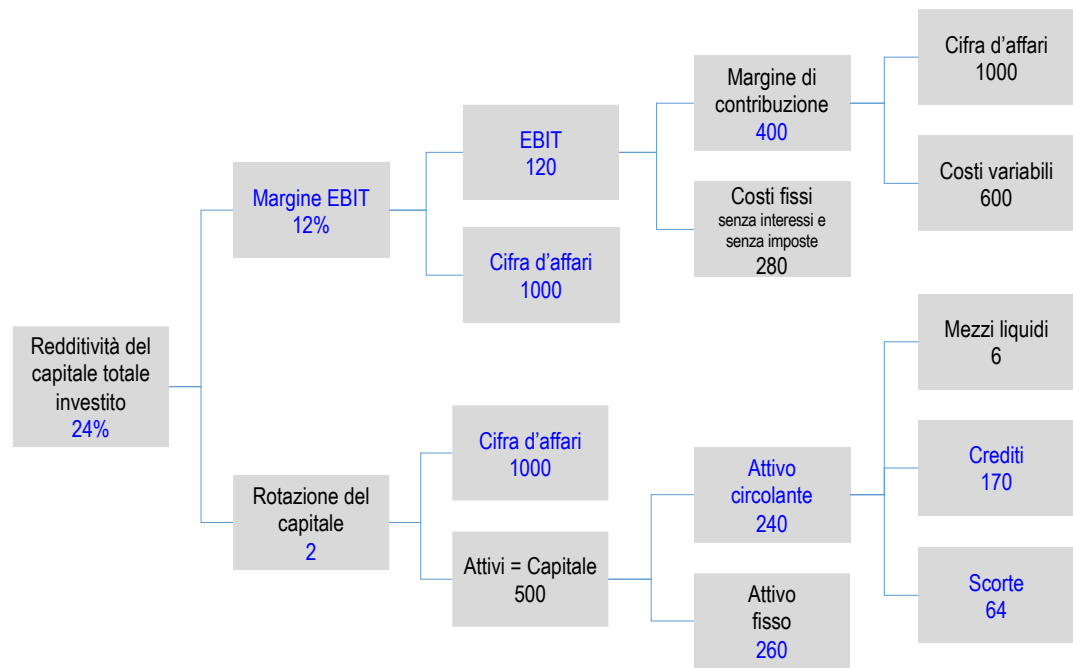 Cifra d’affari
1000
Margine di
contribuzione
400
EBIT
120
Costi variabili
600
Margine EBIT
12%
Costi fissi
senza interessi e
senza imposte
280
Cifra d’affari
1000
Mezzi liquidi
6
Redditività del
capitale totale
investito
24%
Cifra d’affari
1000
Attivo
circolante
240
Crediti
170
Rotazione del
capitale
2
Attivi = Capitale
500
Attivo
fisso
260
Scorte
64